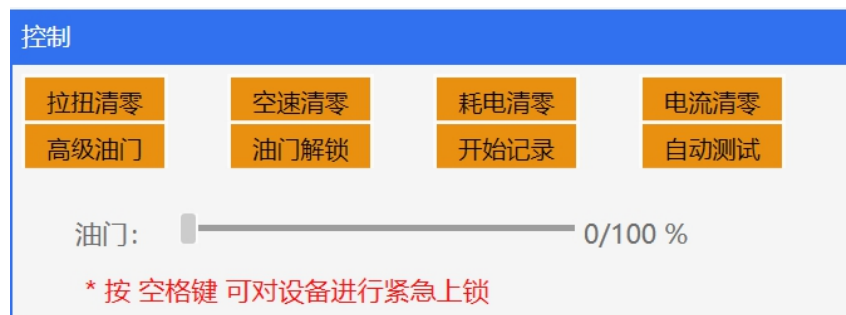 控制
拉扭清零 空速清零 耗电清零 电流清零
高级油门 油门解锁 开始记录 自动测试
油门: 0/100 %
* 按 空格键 可对设备进行紧急上锁